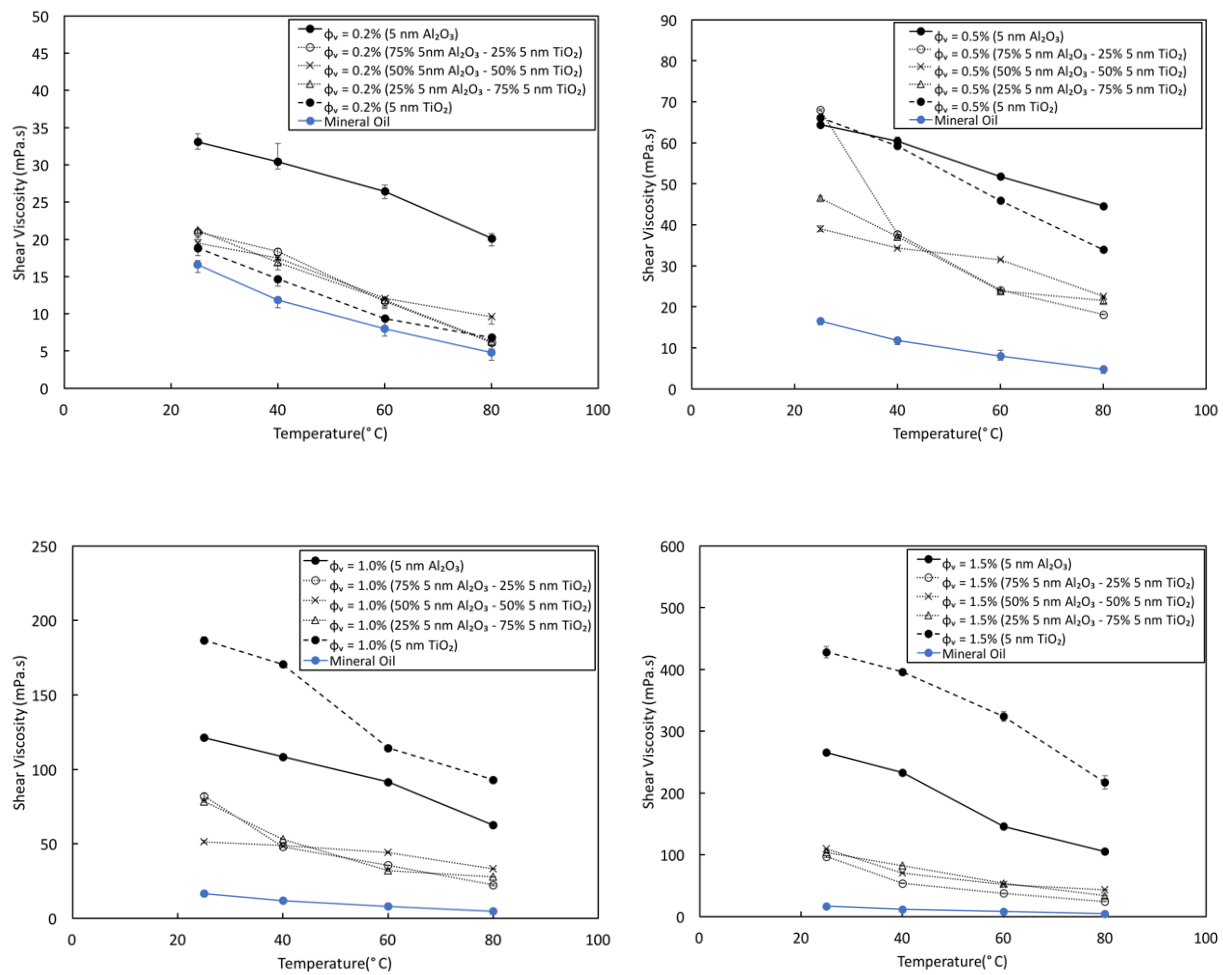 50
45
40
35
30
25
20
15
10
5
0
0 20 40 60 80 100
Shear Viscosity (mPa.s)
Temperature(°C)
ϕᵥ = 0.2% (5 nm Al₂O₃)
ϕᵥ = 0.2% (75% 5nm Al₂O₃ - 25% 5 nm TiO₂)
ϕᵥ = 0.2% (50% 5nm Al₂O₃ - 50% 5 nm TiO₂)
ϕᵥ = 0.2% (25% 5 nm Al₂O₃ - 75% 5 nm TiO₂)
ϕᵥ = 0.2% (5 nm TiO₂)
Mineral Oil
90
80
70
60
50
40
30
20
10
0
0 20 40 60 80 100
Shear Viscosity (mPa.s)
Temperature(°C)
ϕᵥ = 0.5% (5 nm Al₂O₃)
ϕᵥ = 0.5% (75% 5 nm Al₂O₃ - 25% 5 nm TiO₂)
ϕᵥ = 0.5% (50% 5 nm Al₂O₃ - 50% 5 nm TiO₂)
ϕᵥ = 0.5% (25% 5 nm Al₂O₃ - 75% 5 nm TiO₂)
ϕᵥ = 0.5% (5 nm TiO₂)
Mineral Oil
250
200
150
100
50
0
0 20 40 60 80 100
Shear Viscosity (mPa.s)
Temperature(°C)
ϕᵥ = 1.0% (5 nm Al₂O₃)
ϕᵥ = 1.0% (75% 5 nm Al₂O₃ - 25% 5 nm TiO₂)
ϕᵥ = 1.0% (50% 5 nm Al₂O₃ - 50% 5 nm TiO₂)
ϕᵥ = 1.0% (25% 5 nm Al₂O₃ - 75% 5 nm TiO₂)
ϕᵥ = 1.0% (5 nm TiO₂)
Mineral Oil
600
500
400
300
200
100
0
0 20 40 60 80 100
Shear Viscosity (mPa.s)
Temperature(°C)
ϕᵥ = 1.5% (5 nm Al₂O₃)
ϕᵥ = 1.5% (75% 5 nm Al₂O₃ - 25% 5 nm TiO₂)
ϕᵥ = 1.5% (50% 5 nm Al₂O₃ - 50% 5 nm TiO₂)
ϕᵥ = 1.5% (25% 5 nm Al₂O₃ - 75% 5 nm TiO₂)
ϕᵥ = 1.5% (5 nm TiO₂)
Mineral Oil